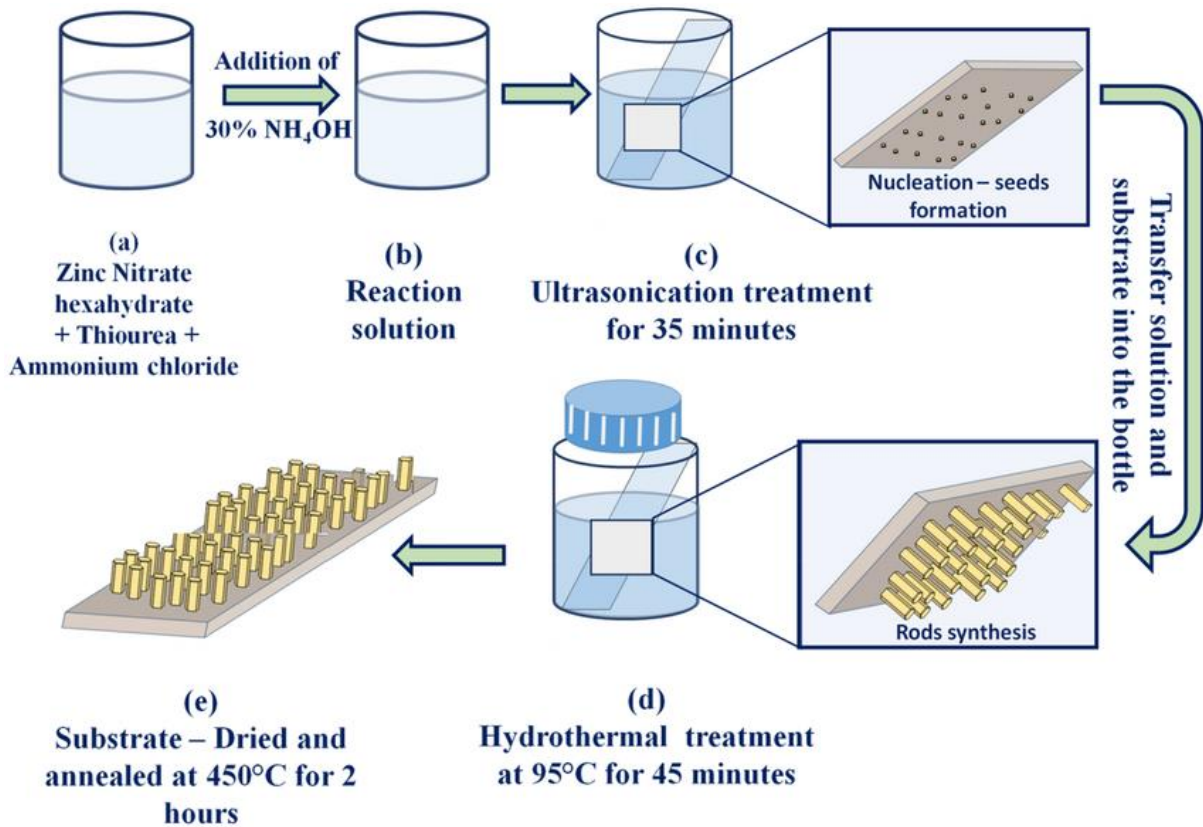 Addition of
30% NH₄OH
(a)
Zinc Nitrate
hexahydrate
+ Thiourea +
Ammonium chloride
(b)
Reaction
solution
(c)
Ultrasonication treatment
for 35 minutes
Nucleation – seeds
formation
Transfer solution and
substrate into the bottle
Rods synthesis
(d)
Hydrothermal treatment
at 95°C for 45 minutes
(e)
Substrate – Dried and
annealed at 450°C for 2
hours